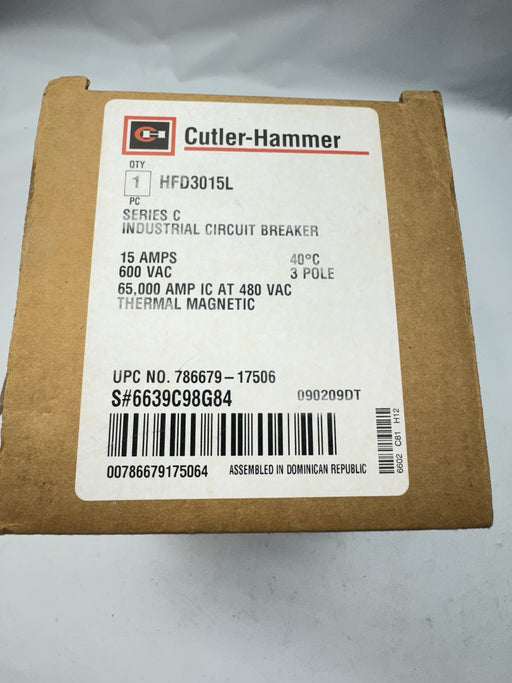 CH
Cutler-Hammer
QTY
1 HFD3015L
PC
SERIES C
INDUSTRIAL CIRCUIT BREAKER
15 AMPS 40°C
600 VAC 3 POLE
65,000 AMP IC AT 480 VAC
THERMAL MAGNETIC
UPC NO. 786679-17506
S#6639C98G84 090209DT
00786679175064 ASSEMBLED IN DOMINICAN REPUBLIC
6602 C81 H12